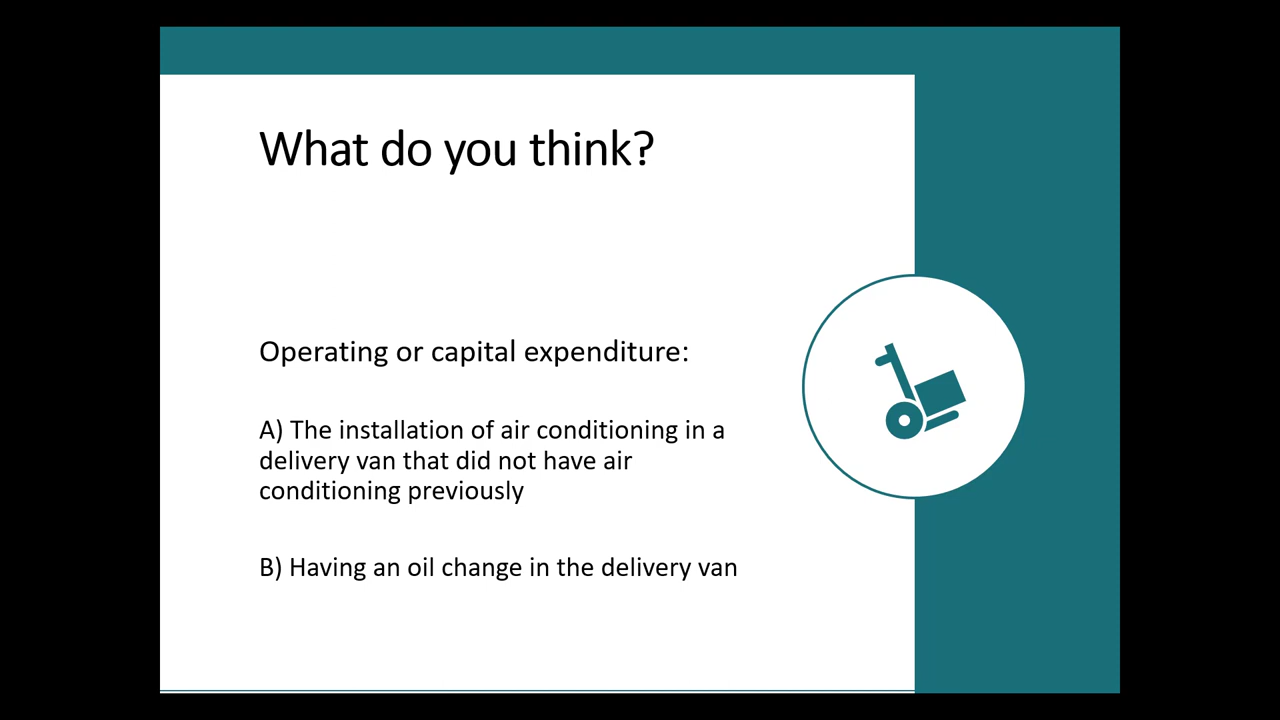 What do you think?
Operating or capital expenditure:
A) The installation of air conditioning in a
delivery van that did not have air
conditioning previously
B) Having an oil change in the delivery van